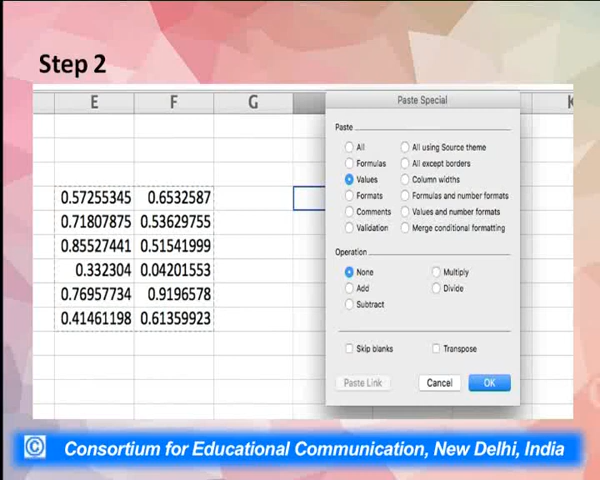 Step 2
E F G K
Paste Special
Paste
All All using Source theme
Formulas All except borders
Values Column widths
Formats Formulas and number formats
Comments Values and number formats
Validation Merge conditional formatting
Operation
None Multiply
Add Divide
Subtract
Skip blanks Transpose
Paste Link Cancel OK
0.57255345 0.6532587
0.71807875 0.53629755
0.85527441 0.51541999
0.332304 0.04201553
0.76957734 0.9196578
0.41461198 0.61359923
© Consortium for Educational Communication, New Delhi, India